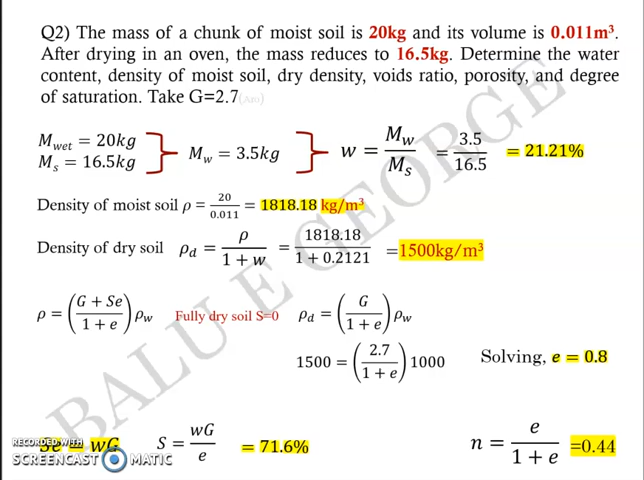 Q2) The mass of a chunk of moist soil is 20kg and its volume is 0.011m³.
After drying in an oven, the mass reduces to 16.5kg. Determine the water
content, density of moist soil, dry density, voids ratio, porosity, and degree
of saturation. Take G=2.7
M_wet = 20kg
M_s = 16.5kg
M_w = 3.5kg
w = M_w / M_s = 3.5 / 16.5 = 21.21%
Density of moist soil ρ = 20 / 0.011 = 1818.18 kg/m³
Density of dry soil ρ_d = ρ / (1 + w) = 1818.18 / (1 + 0.2121) =1500kg/m³
ρ = ((G + Se) / (1 + e)) ρ_w Fully dry soil S=0 ρ_d = (G / (1 + e)) ρ_w
1500 = (2.7 / (1 + e)) 1000 Solving, e = 0.8
Se = wG S = wG / e = 71.6% n = e / (1 + e) =0.44
BALU E GEORGE
RECORDED WITH
SCREENCAST MATIC